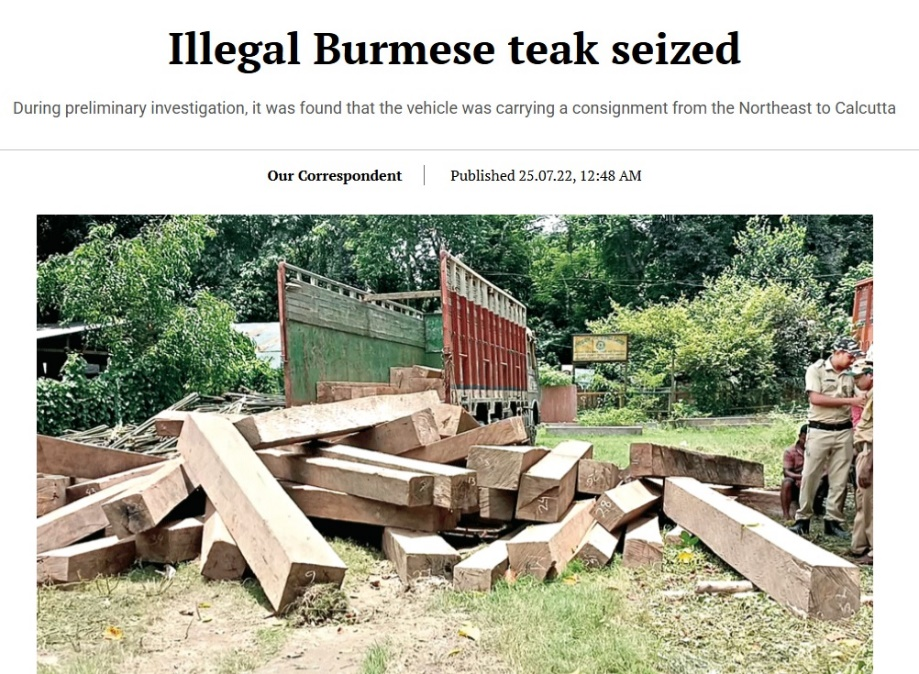 Illegal Burmese teak seized
During preliminary investigation, it was found that the vehicle was carrying a consignment from the Northeast to Calcutta
Our Correspondent
Published 25.07.22, 12:48 AM